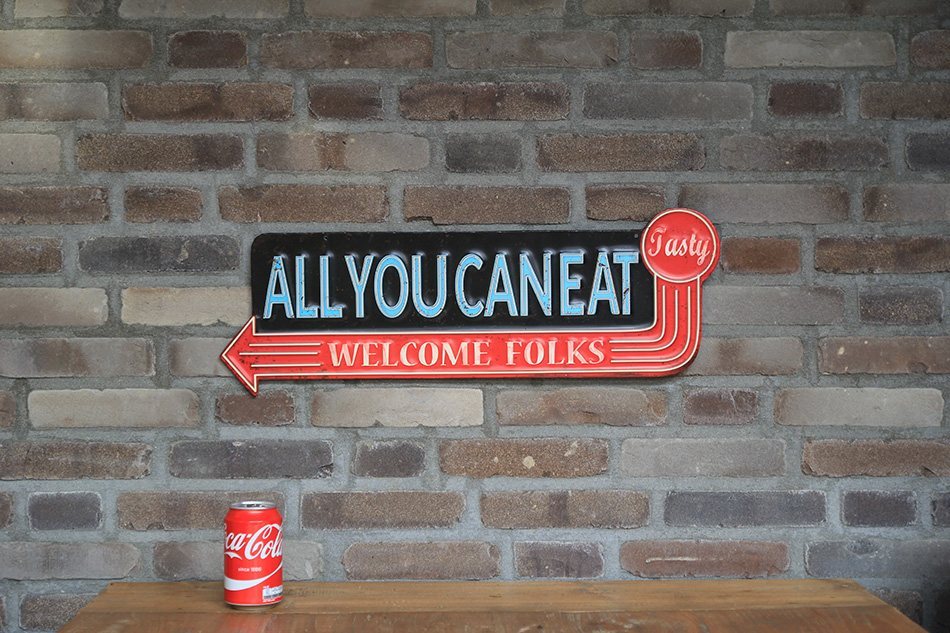 Tasty
ALL YOU CAN EAT
WELCOME FOLKS
Coca-Cola